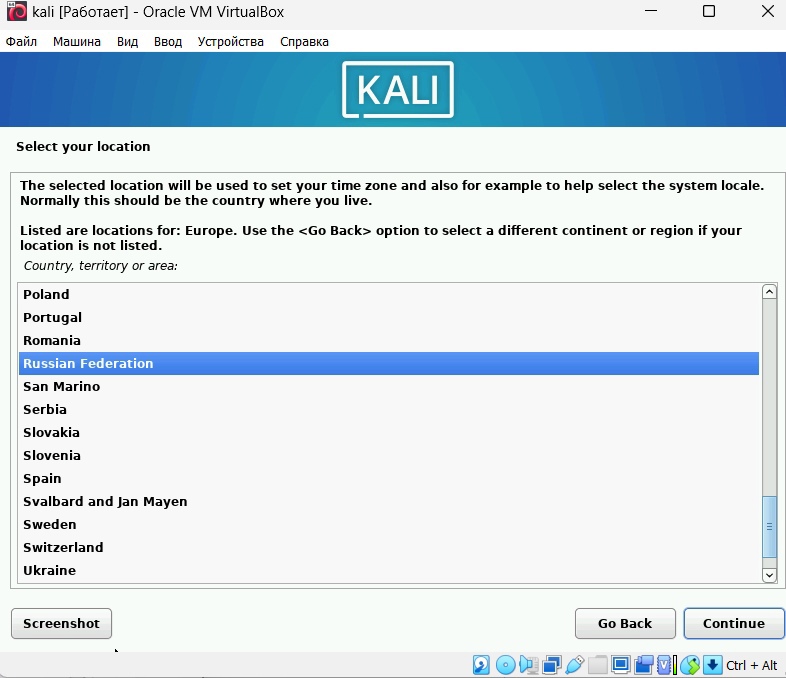 kali [Работает] - Oracle VM VirtualBox
Файл Машина Вид Ввод Устройства Справка
KALI
Select your location
The selected location will be used to set your time zone and also for example to help select the system locale.
Normally this should be the country where you live.
Listed are locations for: Europe. Use the <Go Back> option to select a different continent or region if your
location is not listed.
Country, territory or area:
Poland
Portugal
Romania
Russian Federation
San Marino
Serbia
Slovakia
Slovenia
Spain
Svalbard and Jan Mayen
Sweden
Switzerland
Ukraine
Screenshot Go Back Continue
Ctrl + Alt